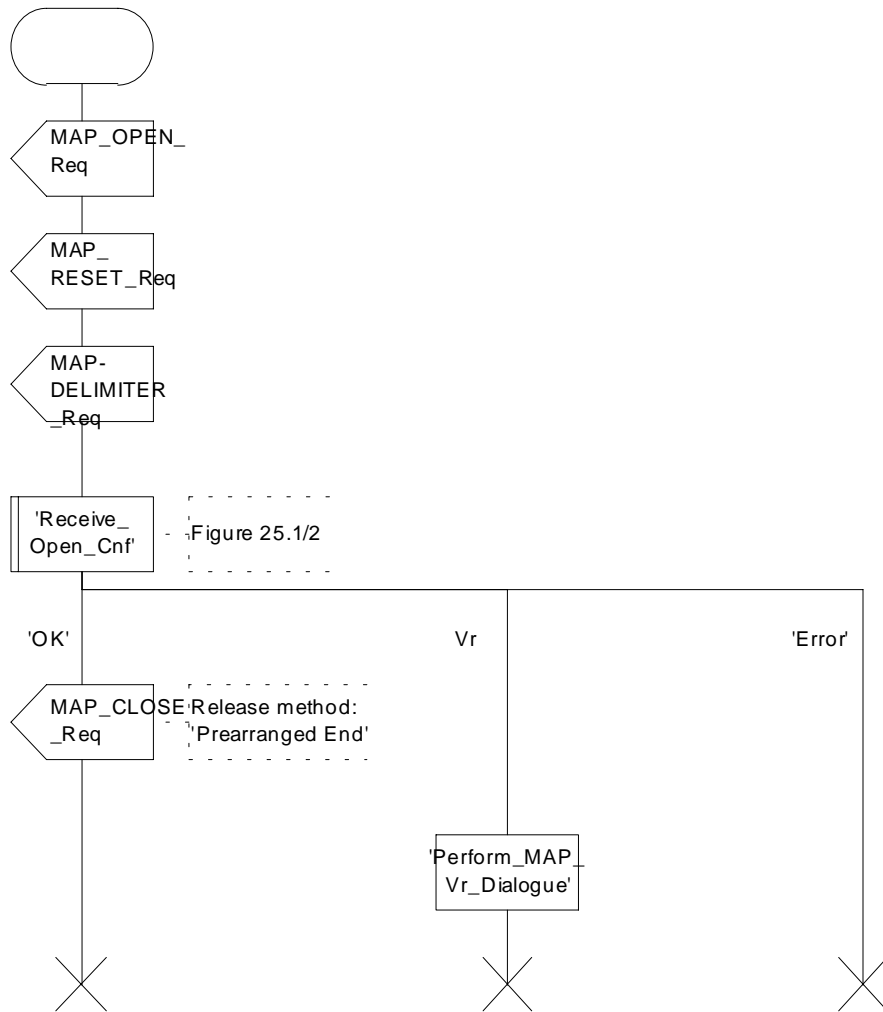 MAP_OPEN_
Req
MAP_
RESET_Req
MAP-
DELIMITER
_Req
'Receive_
Open_Cnf'
Figure 25.1/2
'OK'
Vr
'Error'
MAP_CLOSE
_Req
Release method:
'Prearranged End'
'Perform_MAP_
Vr_Dialogue'